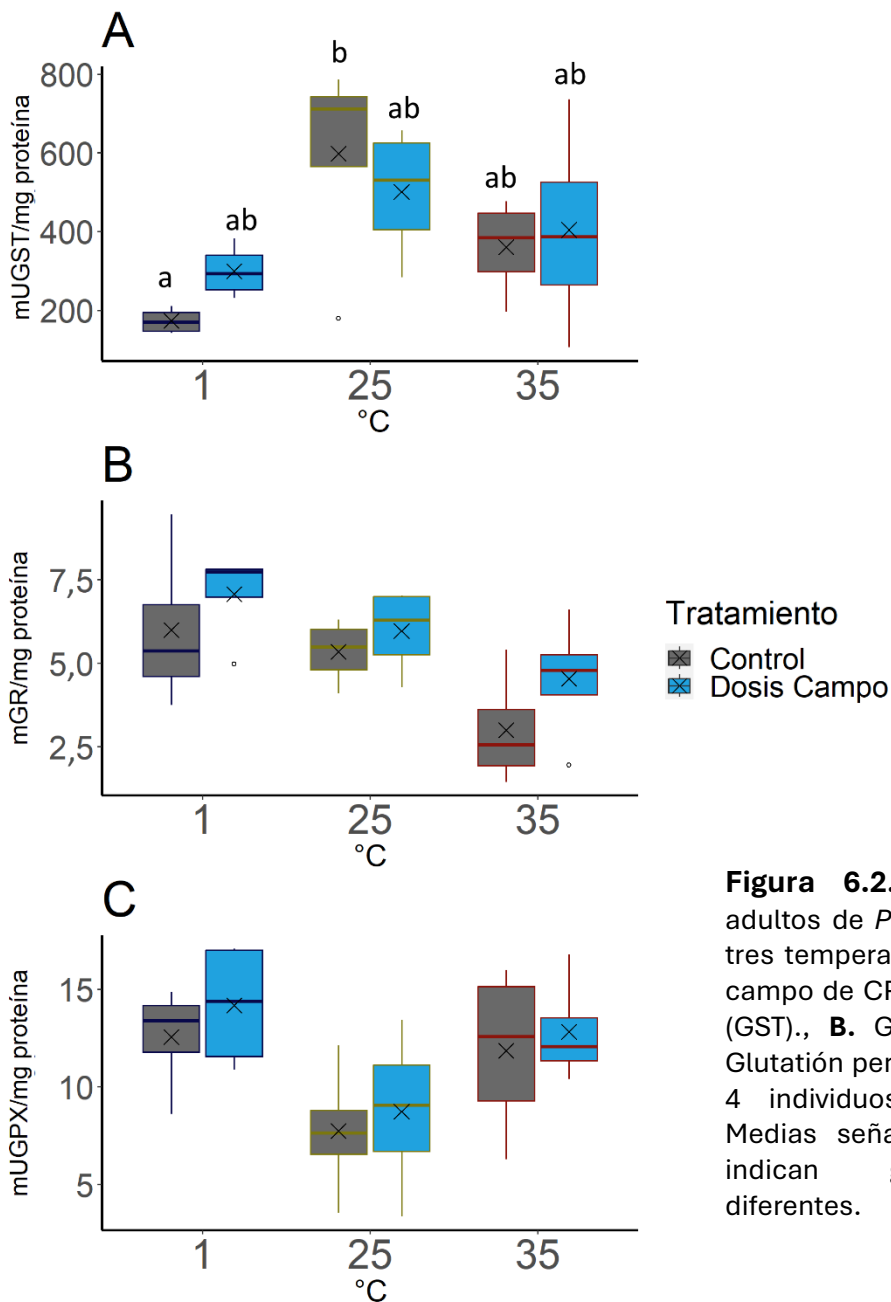 A
mUGST/mg proteína
800
600
400
200
a
ab
b
ab
ab
ab
1 25 35
°C
B
mGR/mg proteína
7,5
5,0
2,5
1 25 35
°C
Tratamiento
Control
Dosis Campo
C
mUGPX/mg proteína
15
10
5
1 25 35
°C
Figura 6.2.
adultos de P
tres tempera
campo de CP
(GST)., B. G
Glutatión per
4 individuos
Medias seña
indican
diferentes.